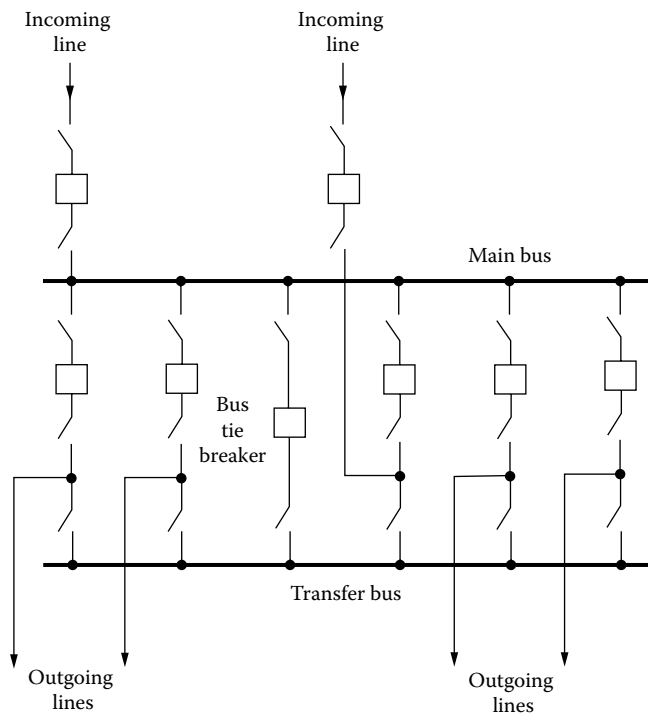 Incoming
line
Incoming
line
Main bus
Bus
tie
breaker
Transfer bus
Outgoing
lines
Outgoing
lines